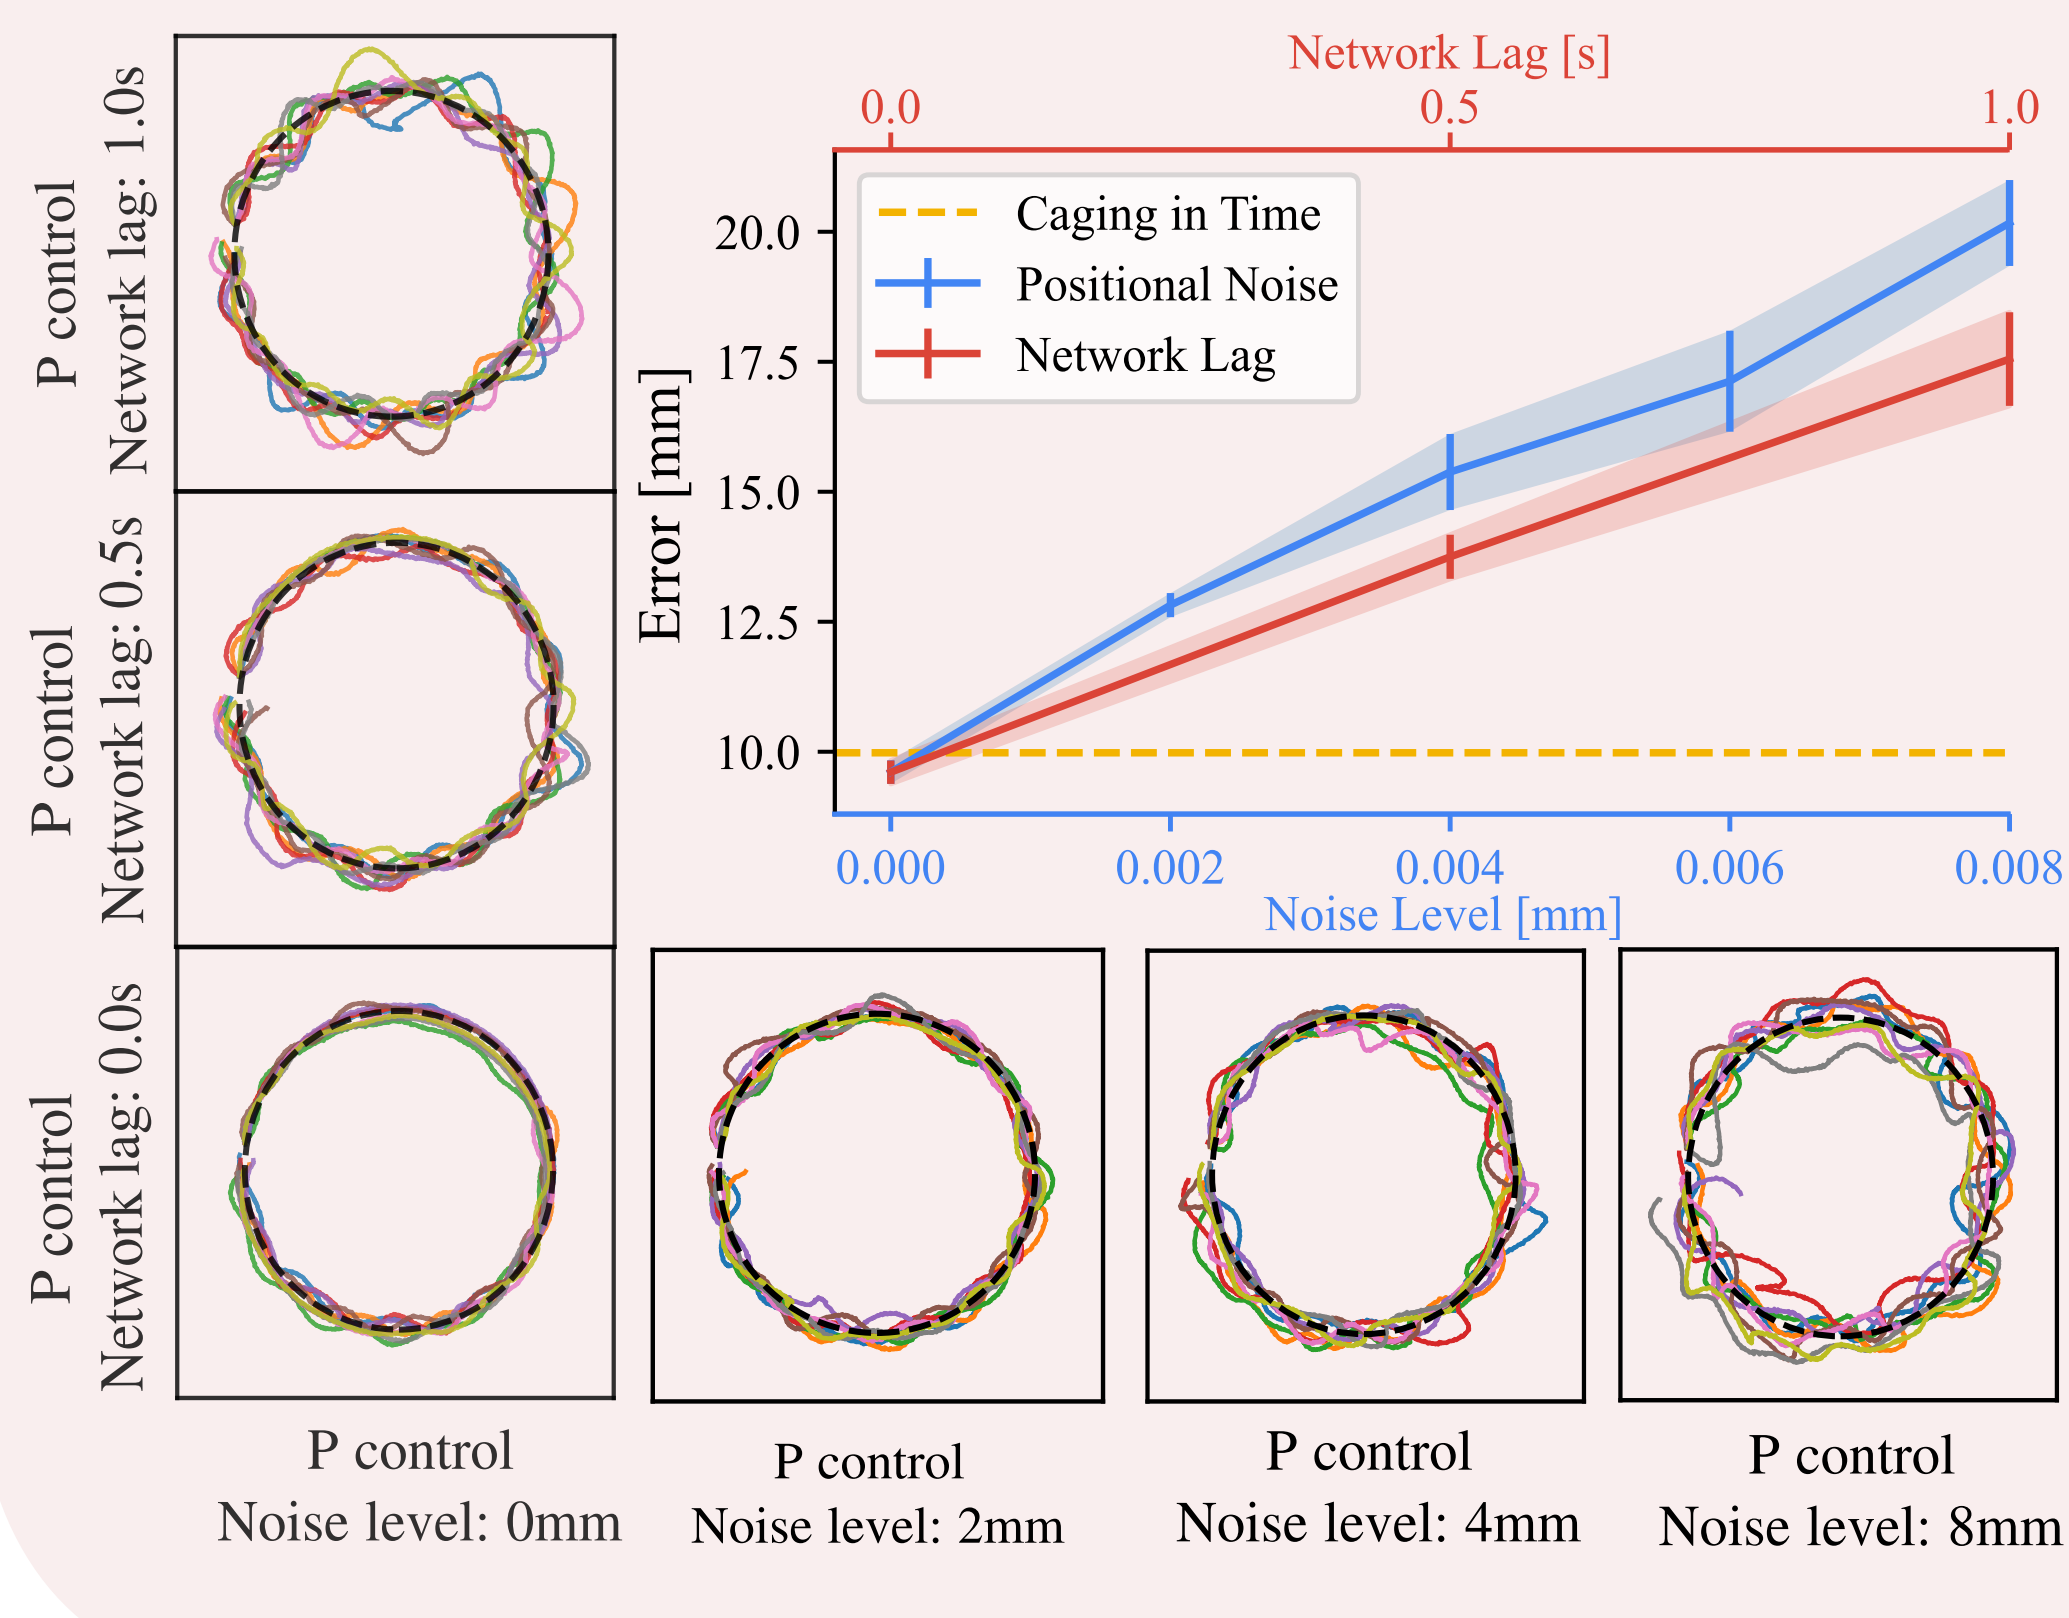 P control
Network lag: 1.0s
P control
Network lag: 0.5s
P control
Network lag: 0.0s
Network Lag [s]
0.0
0.5
1.0
Caging in Time
Positional Noise
Network Lag
Error [mm]
20.0
17.5
15.0
12.5
10.0
0.000
0.002
0.004
0.006
0.008
Noise Level [mm]
P control
Noise level: 0mm
P control
Noise level: 2mm
P control
Noise level: 4mm
P control
Noise level: 8mm